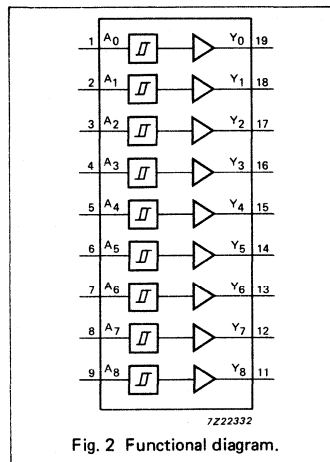 1 A0 Y0 19
2 A1 Y1 18
3 A2 Y2 17
4 A3 Y3 16
5 A4 Y4 15
6 A5 Y5 14
7 A6 Y6 13
8 A7 Y7 12
9 A8 Y8 11
7Z22332
Fig. 2 Functional diagram.